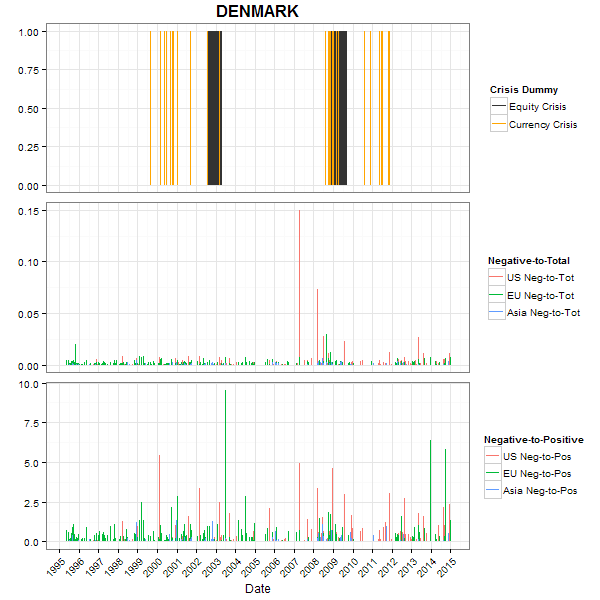 DENMARK
1.00
0.75
0.50
0.25
0.00
Crisis Dummy
Equity Crisis
Currency Crisis
0.15
0.10
0.05
0.00
Negative-to-Total
US Neg-to-Tot
EU Neg-to-Tot
Asia Neg-to-Tot
10.0
7.5
5.0
2.5
0.0
Negative-to-Positive
US Neg-to-Pos
EU Neg-to-Pos
Asia Neg-to-Pos
1995 1996 1997 1998 1999 2000 2001 2002 2003 2004 2005 2006 2007 2008 2009 2010 2011 2012 2013 2014 2015
Date